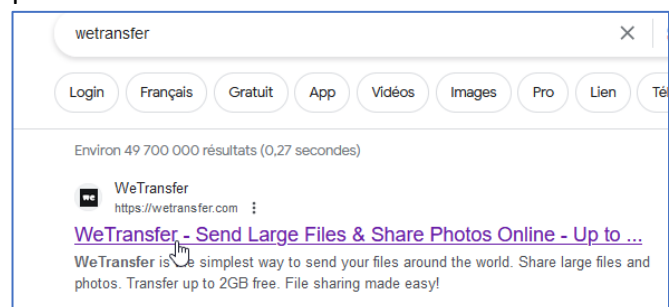 wetransfer
Login Français Gratuit App Vidéos Images Pro Lien
Environ 49 700 000 résultats (0,27 secondes)
we WeTransfer
https://wetransfer.com
WeTransfer - Send Large Files & Share Photos Online - Up to ...
WeTransfer is the simplest way to send your files around the world. Share large files and
photos. Transfer up to 2GB free. File sharing made easy!